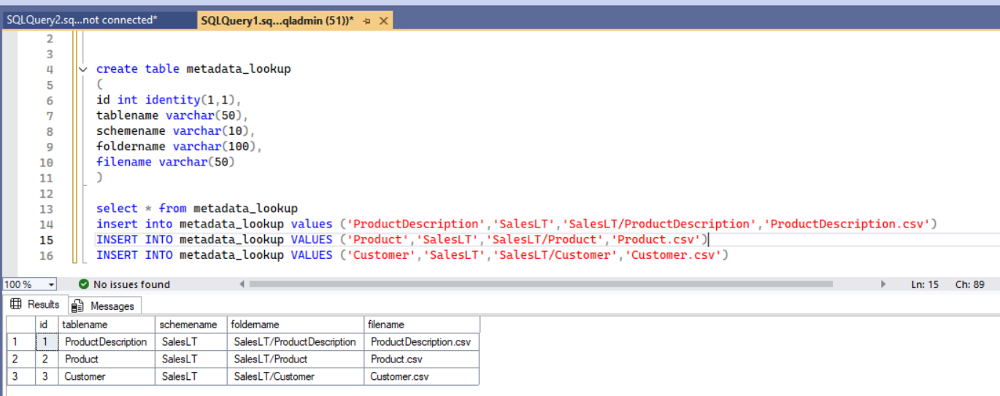 SQLQuery2.sq...not connected*
SQLQuery1.sq...qladmin (51))*
2
3
4 create table metadata_lookup
5 (
6 id int identity(1,1),
7 tablename varchar(50),
8 schemename varchar(10),
9 foldername varchar(100),
10 filename varchar(50)
11 )
12
13 select * from metadata_lookup
14 insert into metadata_lookup values ('ProductDescription','SalesLT','SalesLT/ProductDescription','ProductDescription.csv')
15 INSERT INTO metadata_lookup VALUES ('Product','SalesLT','SalesLT/Product','Product.csv')
16 INSERT INTO metadata_lookup VALUES ('Customer','SalesLT','SalesLT/Customer','Customer.csv')
100 % No issues found Ln: 15 Ch: 89
Results Messages
id tablename schemename foldername filename
1 1 ProductDescription SalesLT SalesLT/ProductDescription ProductDescription.csv
2 2 Product SalesLT SalesLT/Product Product.csv
3 3 Customer SalesLT SalesLT/Customer Customer.csv